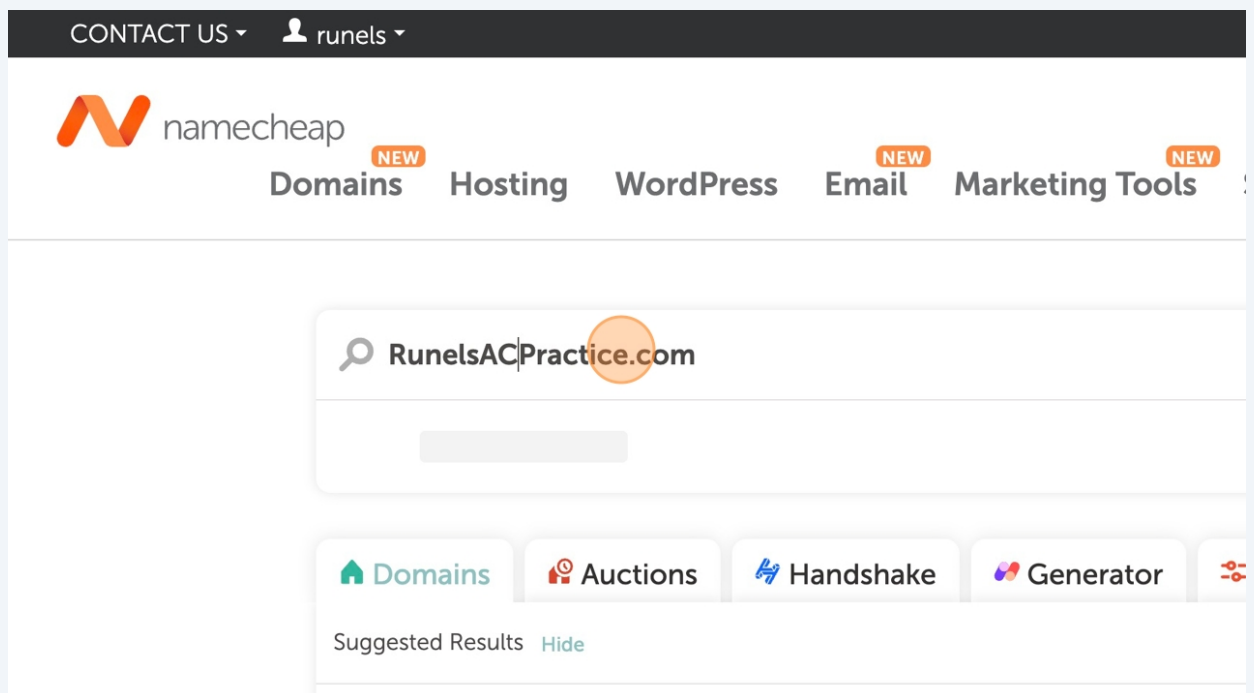 CONTACT US runels
namecheap
NEW NEW NEW
Domains Hosting WordPress Email Marketing Tools
RunelsACPractice.com
Domains Auctions Handshake Generator
Suggested Results Hide